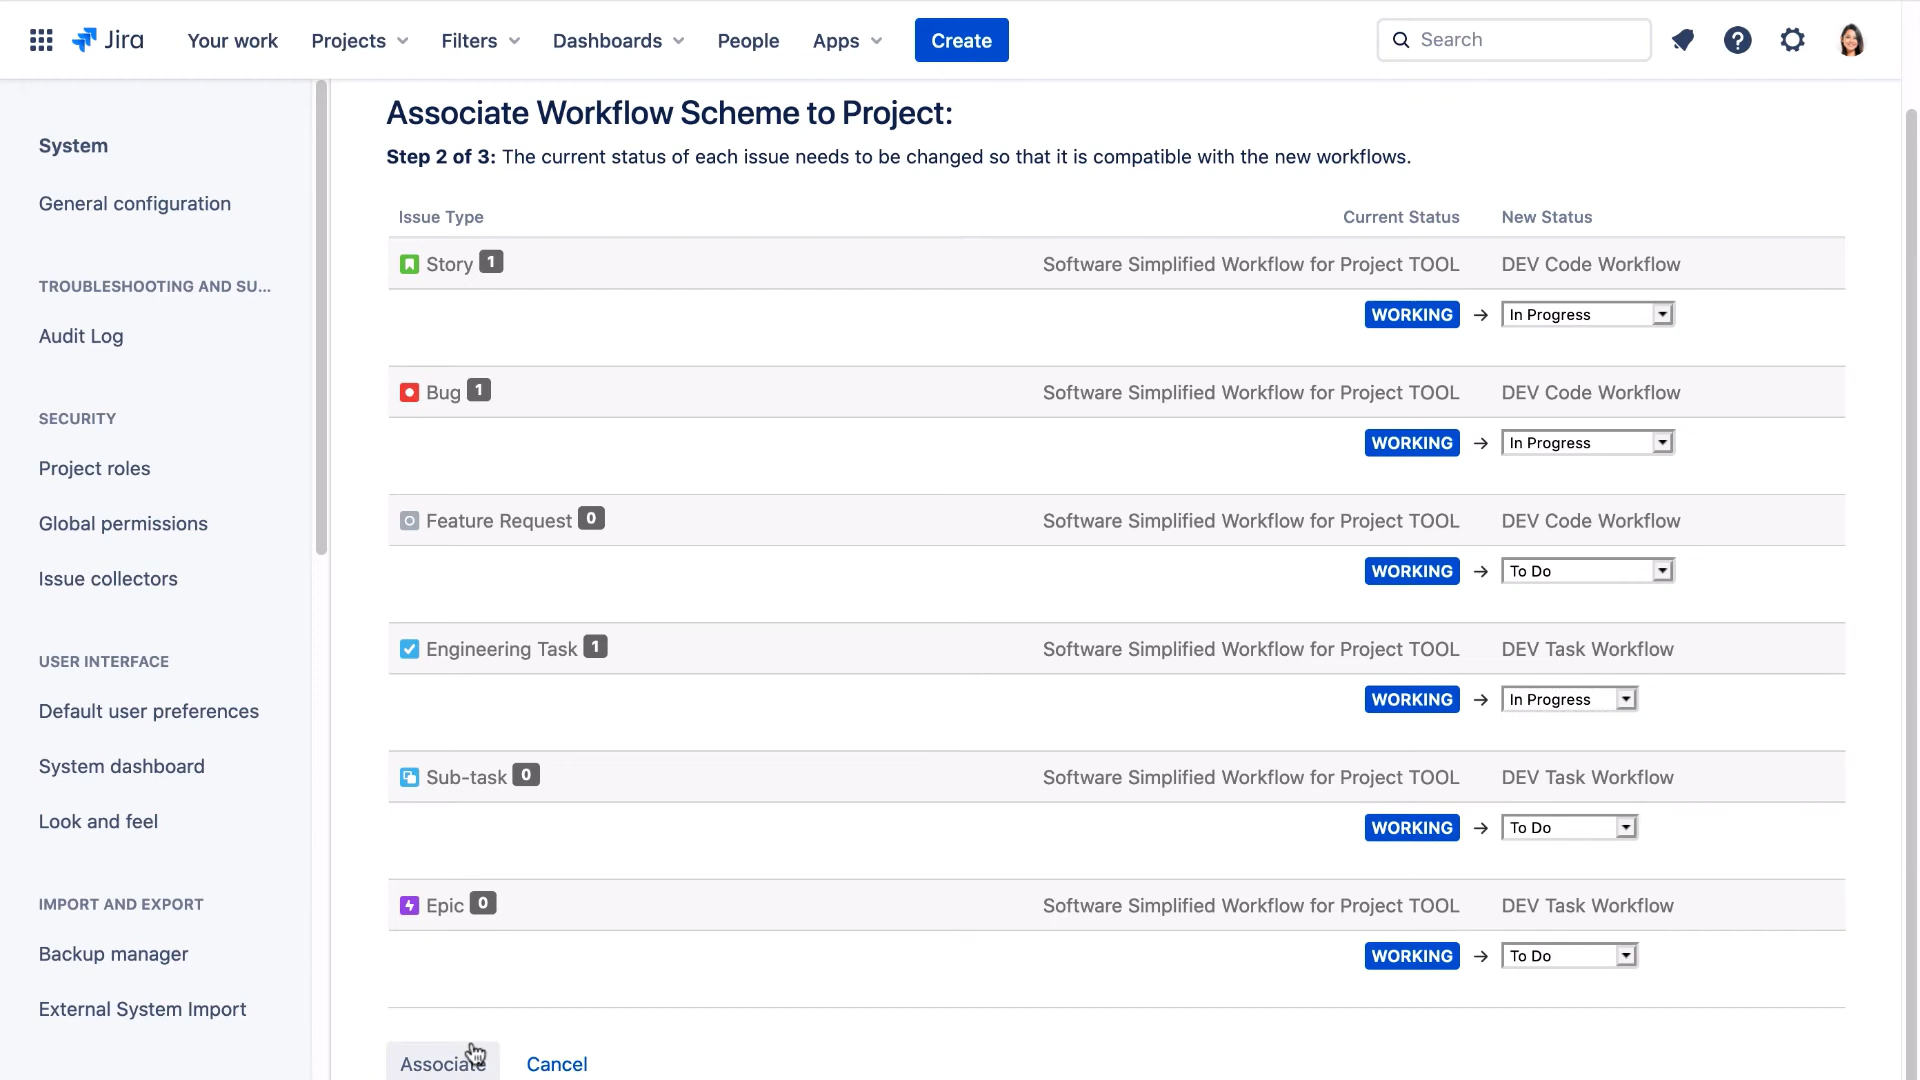 Jira Your work Projects Filters Dashboards People Apps Create Search
System
General configuration
TROUBLESHOOTING AND SU...
Audit Log
SECURITY
Project roles
Global permissions
Issue collectors
USER INTERFACE
Default user preferences
System dashboard
Look and feel
IMPORT AND EXPORT
Backup manager
External System Import
Associate Workflow Scheme to Project:
Step 2 of 3: The current status of each issue needs to be changed so that it is compatible with the new workflows.
Issue Type Current Status New Status
Story 1 Software Simplified Workflow for Project TOOL DEV Code Workflow
WORKING → In Progress
Bug 1 Software Simplified Workflow for Project TOOL DEV Code Workflow
WORKING → In Progress
Feature Request 0 Software Simplified Workflow for Project TOOL DEV Code Workflow
WORKING → To Do
Engineering Task 1 Software Simplified Workflow for Project TOOL DEV Task Workflow
WORKING → In Progress
Sub-task 0 Software Simplified Workflow for Project TOOL DEV Task Workflow
WORKING → To Do
Epic 0 Software Simplified Workflow for Project TOOL DEV Task Workflow
WORKING → To Do
Associate Cancel